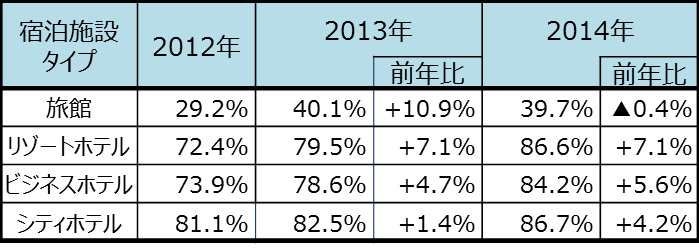 宿泊施設タイプ 2012年 2013年 前年比 2014年 前年比
旅館 29.2% 40.1% +10.9% 39.7% ▲0.4%
リゾートホテル 72.4% 79.5% +7.1% 86.6% +7.1%
ビジネスホテル 73.9% 78.6% +4.7% 84.2% +5.6%
シティホテル 81.1% 82.5% +1.4% 86.7% +4.2%